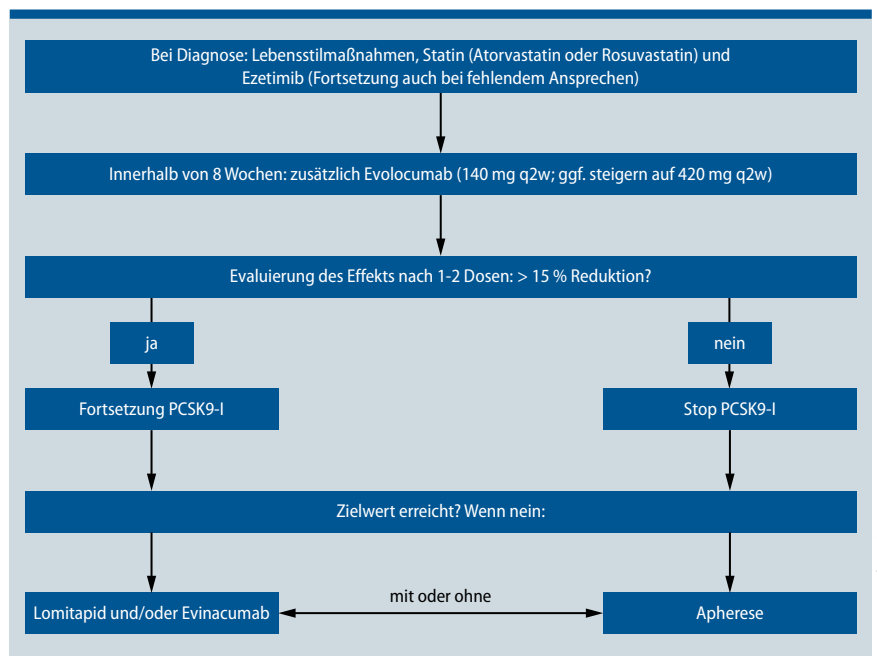 Bei Diagnose: Lebensstilmaßnahmen, Statin (Atorvastatin oder Rosuvastatin) und
Ezetimib (Fortsetzung auch bei fehlendem Ansprechen)
Innerhalb von 8 Wochen: zusätzlich Evolocumab (140 mg q2w; ggf. steigern auf 420 mg q2w)
Evaluierung des Effekts nach 1-2 Dosen: > 15 % Reduktion?
ja
nein
Fortsetzung PCSK9-I
Stop PCSK9-I
Zielwert erreicht? Wenn nein:
mit oder ohne
Lomitapid und/oder Evinacumab
Apherese